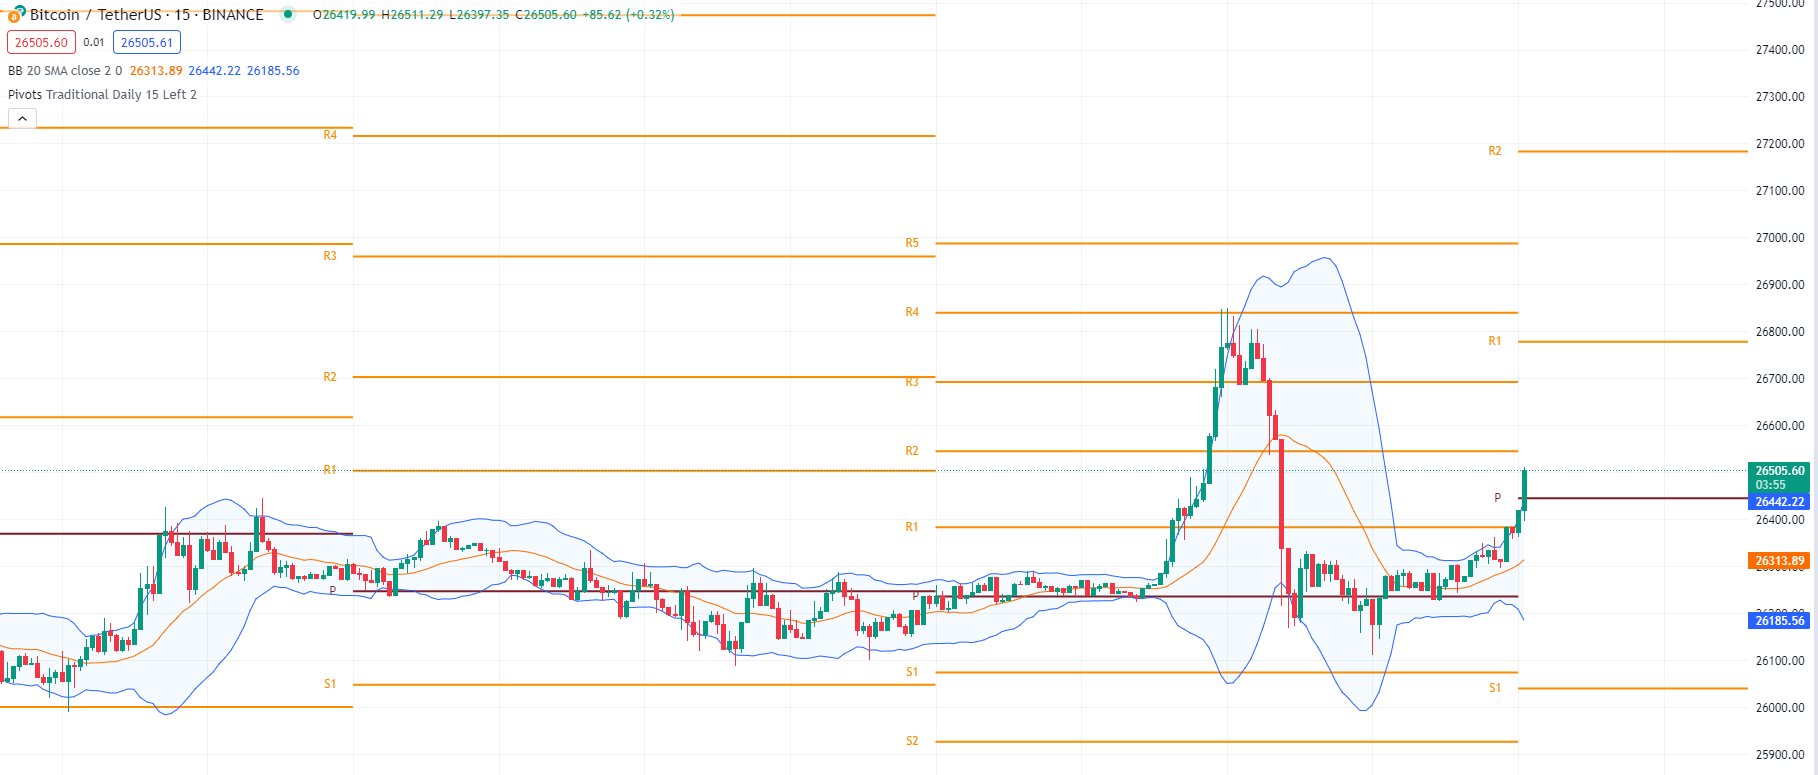 Bitcoin / TetherUS · 15 · BINANCE O26419.99 H26511.29 L26397.35 C26505.60 +85.62 (+0.32%)
26505.60 0.01 26505.61
BB 20 SMA close 2 0 26313.89 26442.22 26185.56
Pivots Traditional Daily 15 Left 2
27500.00
27400.00
27300.00
R4
27200.00
R2
27100.00
R5
27000.00
R3
26900.00
R4
26800.00
R1
R2
R3
26700.00
26600.00
R2
R1
26505.60
03:55
P
26442.22
26400.00
R1
26313.89
P
P
26185.56
26100.00
S1
S1
S1
26000.00
S2
25900.00